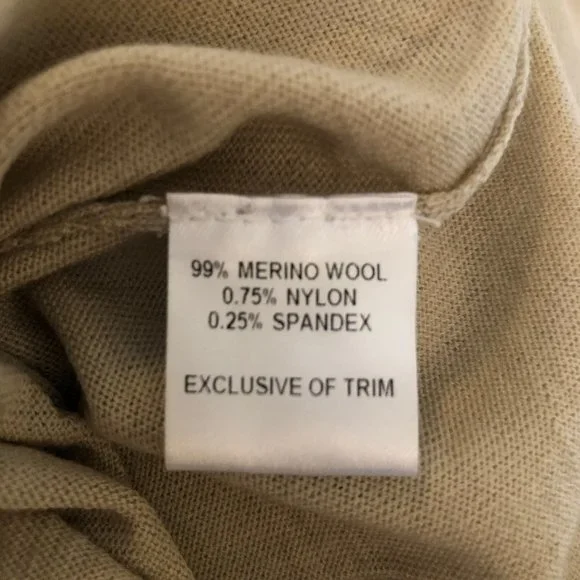 99% MERINO WOOL
0.75% NYLON
0.25% SPANDEX
EXCLUSIVE OF TRIM